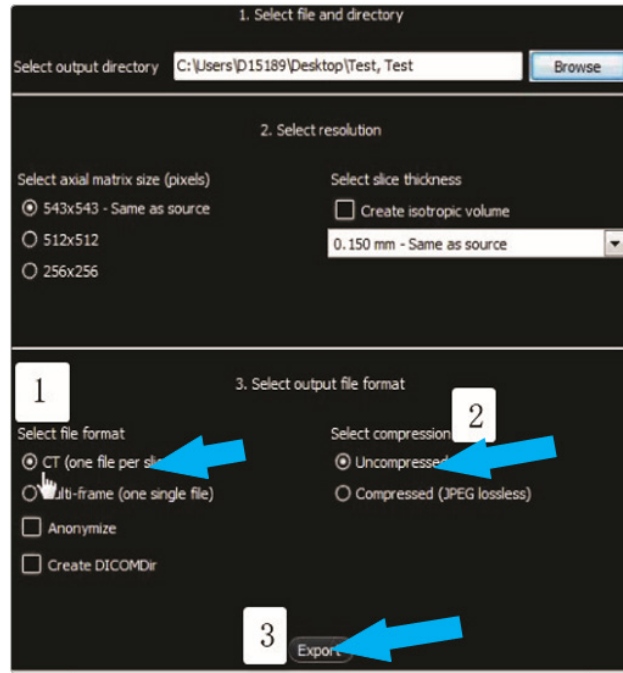 1. Select file and directory
Select output directory C:\Users\D15189\Desktop\Test, Test Browse
2. Select resolution
Select axial matrix size (pixels)
543x543 - Same as source
512x512
256x256
Select slice thickness
Create isotropic volume
0.150 mm - Same as source
1
3. Select output file format
2
Select file format
CT (one file per
Multi-frame (one single file)
Anonymize
Create DICOMDir
Select compression
Uncompressed
Compressed (JPEG lossless)
3
Export